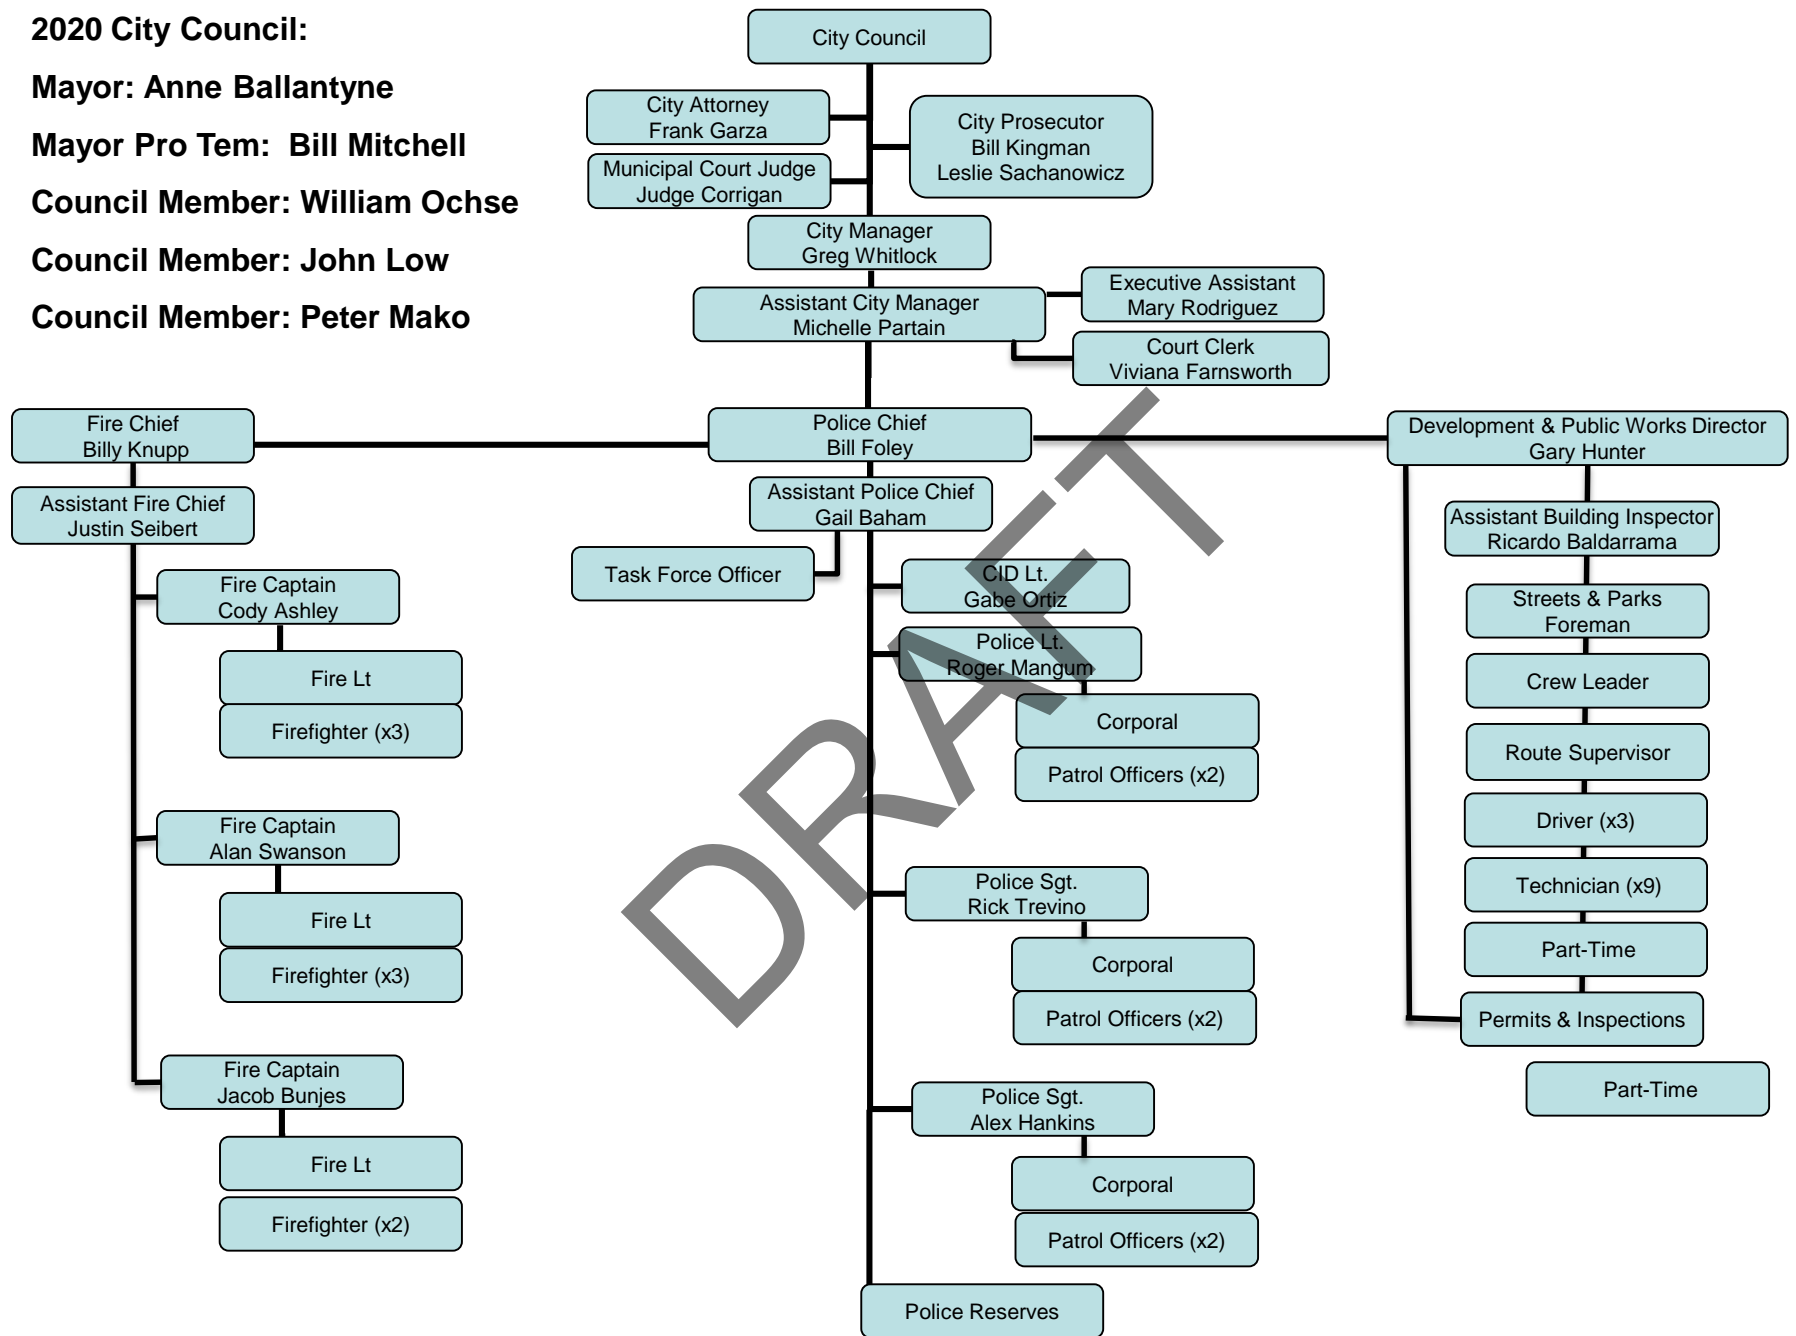 2020 City Council:
Mayor: Anne Ballantyne
Mayor Pro Tem:  Bill Mitchell
Council Member: William Ochse
Council Member: John Low
Council Member: Peter Mako
City Council
City Attorney
Frank Garza
City Prosecutor
Bill Kingman
Leslie Sachanowicz
Municipal Court Judge
Judge Corrigan
City Manager
Greg Whitlock
Assistant City Manager
Michelle Partain
Executive Assistant
Mary Rodriguez
Court Clerk
Viviana Farnsworth
Fire Chief
Billy Knupp
Assistant Fire Chief
Justin Seibert
Fire Captain
Cody Ashley
Fire Lt
Firefighter (x3)
Fire Captain
Alan Swanson
Fire Lt
Firefighter (x3)
Fire Captain
Jacob Bunjes
Fire Lt
Firefighter (x2)
Police Chief
Bill Foley
Assistant Police Chief
Gail Baham
Task Force Officer
CID Lt.
Gabe Ortiz
Police Lt.
Roger Mangum
Corporal
Patrol Officers (x2)
Police Sgt.
Rick Trevino
Corporal
Patrol Officers (x2)
Police Sgt.
Alex Hankins
Corporal
Patrol Officers (x2)
Police Reserves
Development & Public Works Director
Gary Hunter
Assistant Building Inspector
Ricardo Baldarrama
Streets & Parks
Foreman
Crew Leader
Route Supervisor
Driver (x3)
Technician (x9)
Part-Time
Permits & Inspections
Part-Time
DRAFT